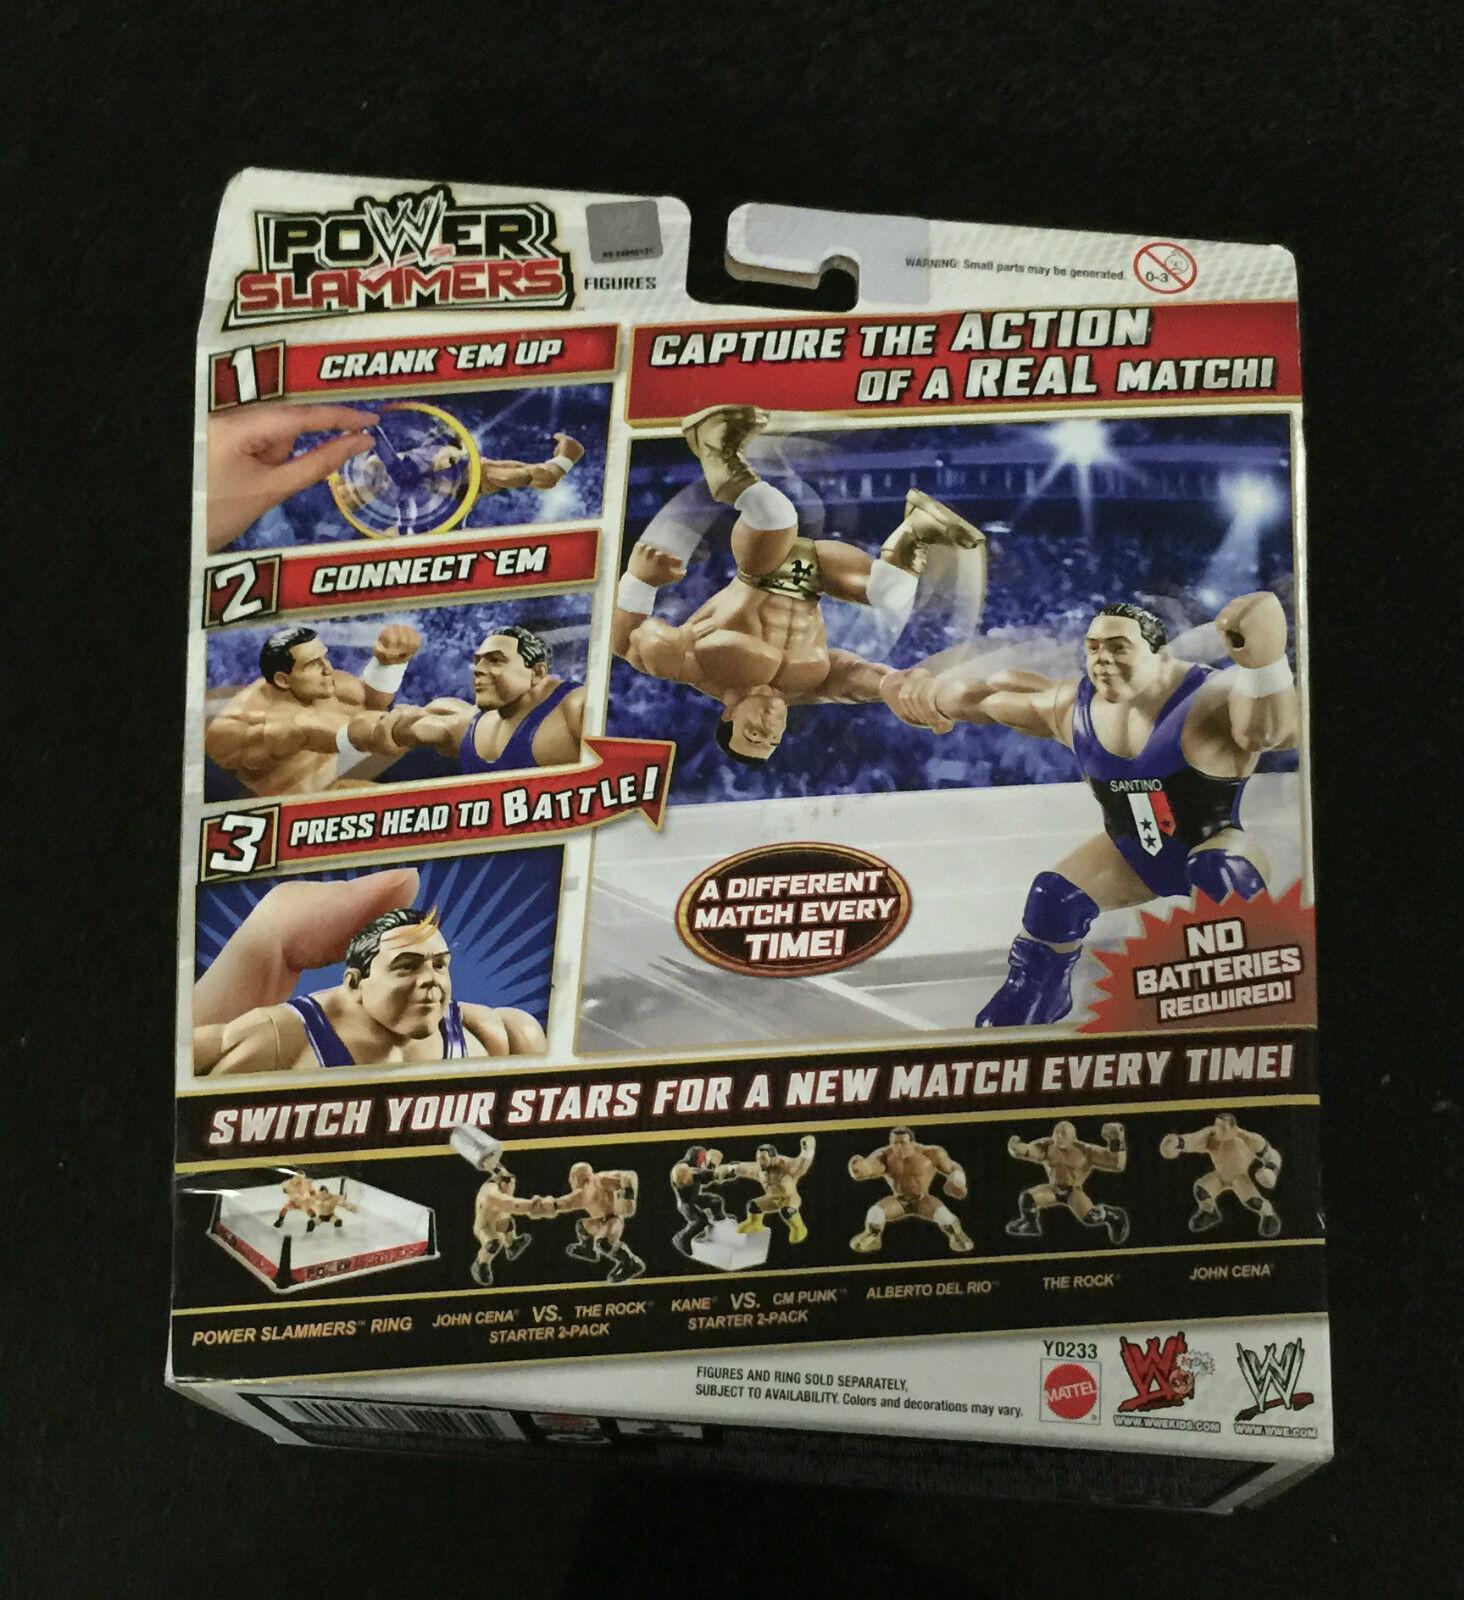 POWER
SLAMMERS
FIGURES
WARNING: Small parts may be generated.
0-3
1 CRANK 'EM UP
CAPTURE THE ACTION
OF A REAL MATCH!
2 CONNECT 'EM
3 PRESS HEAD TO BATTLE!
SANTINO
A DIFFERENT
MATCH EVERY
TIME!
NO
BATTERIES
REQUIRED!
SWITCH YOUR STARS FOR A NEW MATCH EVERY TIME!
POWER SLAMMERS™ RING
JOHN CENA® VS. THE ROCK®
STARTER 2-PACK
KANE® VS. CM PUNK™
STARTER 2-PACK
ALBERTO DEL RIO™
THE ROCK®
JOHN CENA®
FIGURES AND RING SOLD SEPARATELY,
SUBJECT TO AVAILABILITY. Colors and decorations may vary.
Y0233
MATTEL
WWW.WWEKIDS.COM
WWW.WWE.COM